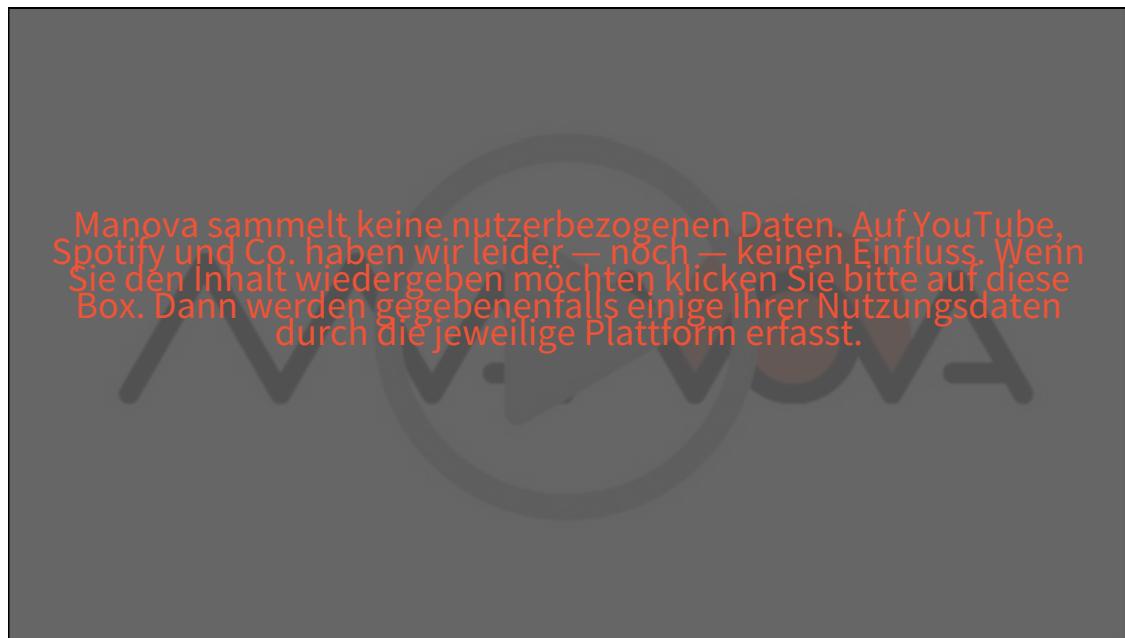 Manova sammelt keine nutzerbezogenen Daten. Auf YouTube,
Spotify und Co. haben wir leider — noch — keinen Einfluss. Wenn
Sie den Inhalt wiedergeben möchten klicken Sie bitte auf diese
Box. Dann werden gegebenenfalls einige Ihrer Nutzungsdaten
durch die jeweilige Plattform erfasst.
MANOVA